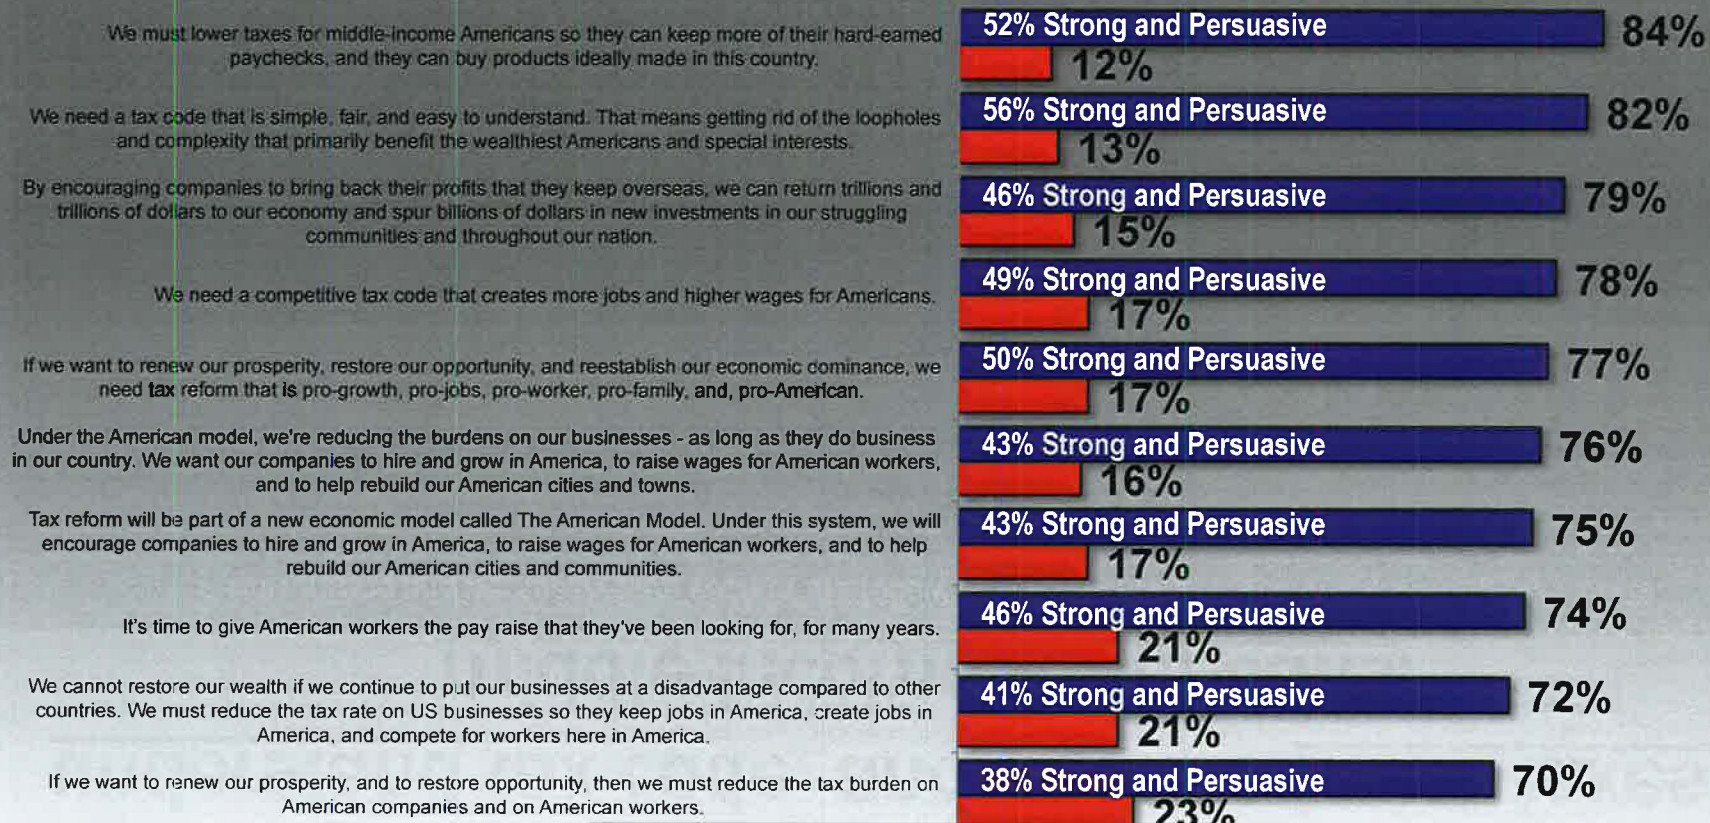 We must lower taxes for middle-income Americans so they can keep more of their hard-earned
paychecks, and they can buy products ideally made in this country.
52% Strong and Persuasive
84%
12%
We need a tax code that is simple, fair, and easy to understand. That means getting rid of the loopholes
and complexity that primarily benefit the wealthiest Americans and special interests.
56% Strong and Persuasive
82%
13%
By encouraging companies to bring back their profits that they keep overseas, we can return trillions and
trillions of dollars to our economy and spur billions of dollars in new investments in our struggling
communities and throughout our nation.
46% Strong and Persuasive
79%
15%
We need a competitive tax code that creates more jobs and higher wages for Americans.
49% Strong and Persuasive
78%
17%
If we want to renew our prosperity, restore our opportunity, and reestablish our economic dominance, we
need tax reform that is pro-growth, pro-jobs, pro-worker, pro-family, and, pro-American.
50% Strong and Persuasive
77%
17%
Under the American model, we're reducing the burdens on our businesses - as long as they do business
in our country. We want our companies to hire and grow in America, to raise wages for American workers,
and to help rebuild our American cities and towns.
43% Strong and Persuasive
76%
16%
Tax reform will be part of a new economic model called The American Model. Under this system, we will
encourage companies to hire and grow in America, to raise wages for American workers, and to help
rebuild our American cities and communities.
43% Strong and Persuasive
75%
17%
It's time to give American workers the pay raise that they've been looking for, for many years.
46% Strong and Persuasive
74%
21%
We cannot restore our wealth if we continue to put our businesses at a disadvantage compared to other
countries. We must reduce the tax rate on US businesses so they keep jobs in America, create jobs in
America, and compete for workers here in America.
41% Strong and Persuasive
72%
21%
If we want to renew our prosperity, and to restore opportunity, then we must reduce the tax burden on
American companies and on American workers.
38% Strong and Persuasive
70%
23%